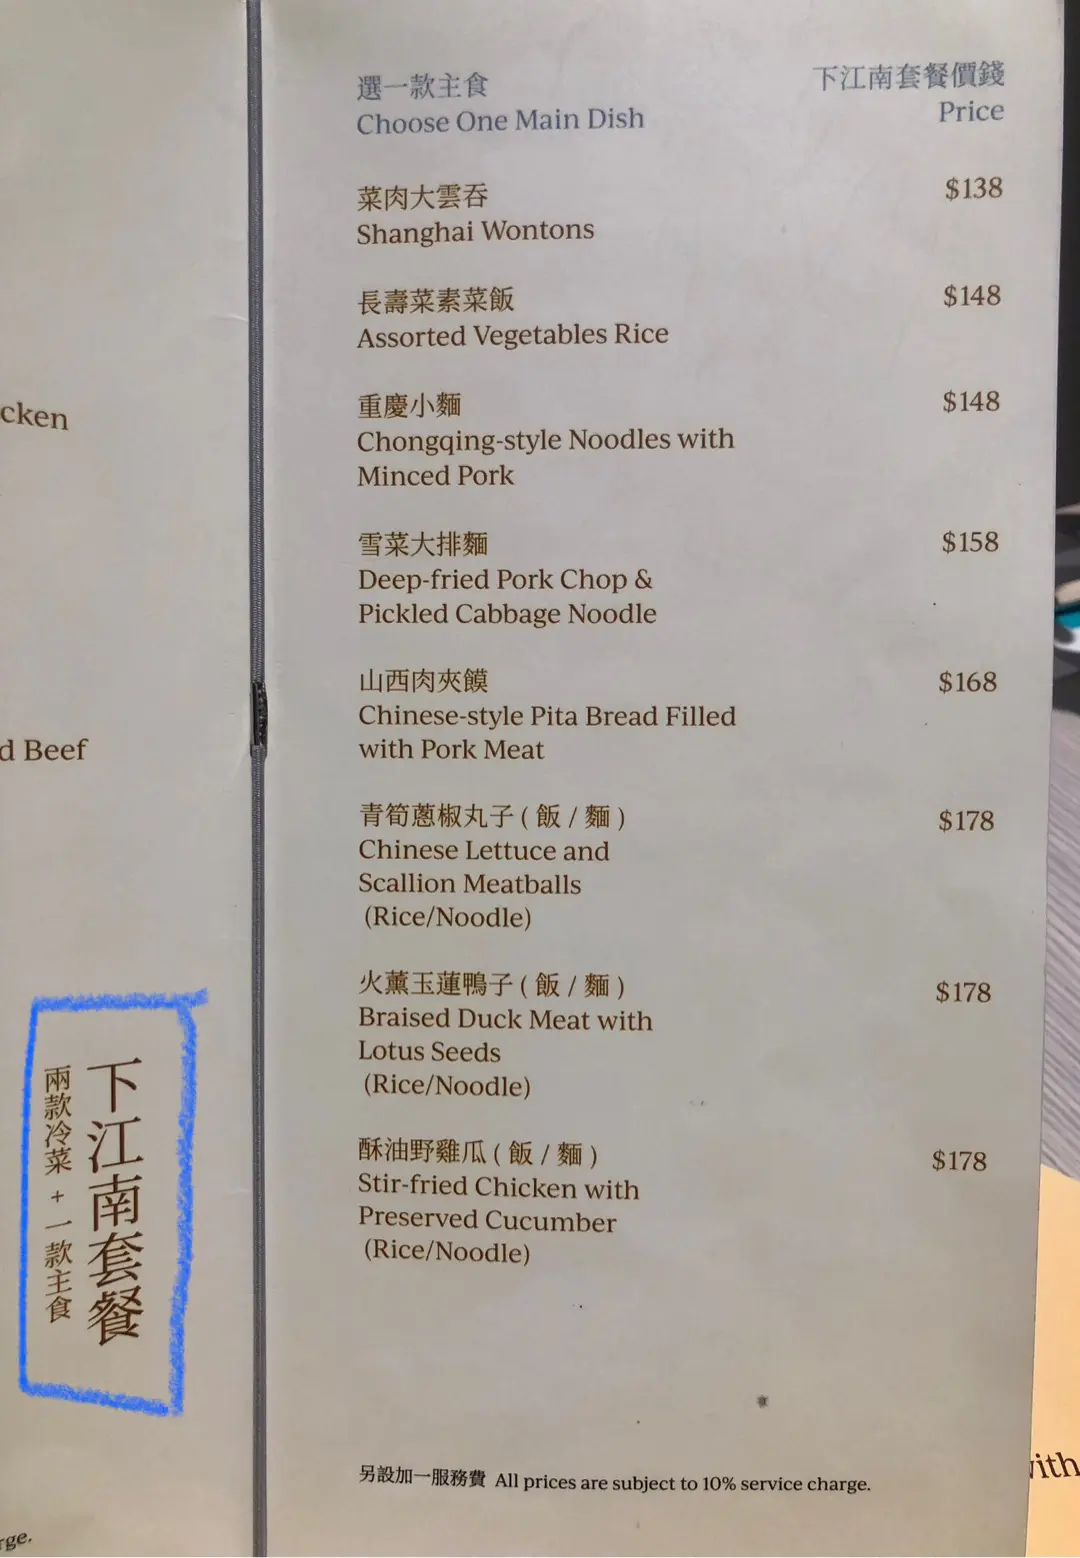 cken
d Beef
下江南套餐
兩款冷菜 + 一款主食
rge.
選一款主食
Choose One Main Dish
下江南套餐價錢
Price
菜肉大雲吞
Shanghai Wontons
$138
長壽菜素菜飯
Assorted Vegetables Rice
$148
重慶小麵
Chongqing-style Noodles with
Minced Pork
$148
雪菜大排麵
Deep-fried Pork Chop &
Pickled Cabbage Noodle
$158
山西肉夾饃
Chinese-style Pita Bread Filled
with Pork Meat
$168
青筍蔥椒丸子 ( 飯 / 麵 )
Chinese Lettuce and
Scallion Meatballs
(Rice/Noodle)
$178
火薰玉蓮鴨子 ( 飯 / 麵 )
Braised Duck Meat with
Lotus Seeds
(Rice/Noodle)
$178
酥油野雞瓜 ( 飯 / 麵 )
Stir-fried Chicken with
Preserved Cucumber
(Rice/Noodle)
$178
另設加一服務費 All prices are subject to 10% service charge.
with